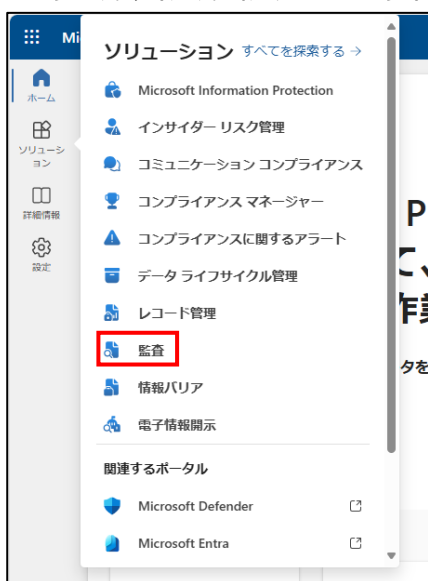 Mi
ソリューション すべてを探索する →
ホーム
ソリューシ
ョン
詳細情報
設定
Microsoft Information Protection
インサイダー リスク管理
コミュニケーション コンプライアンス
コンプライアンス マネージャー
コンプライアンスに関するアラート
データ ライフサイクル管理
レコード管理
監査
情報バリア
電子情報開示
関連するポータル
Microsoft Defender
Microsoft Entra
P
て、
作業
タを